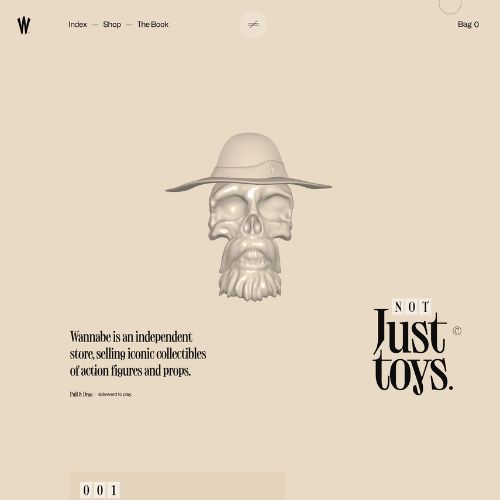 W
Index — Shop — The Book
Bag 0
Wannabe is an independent
store, selling iconic collectibles
of action figures and props.
Pull & Drag – sideward to play.
NOT
Just ©
toys.
001